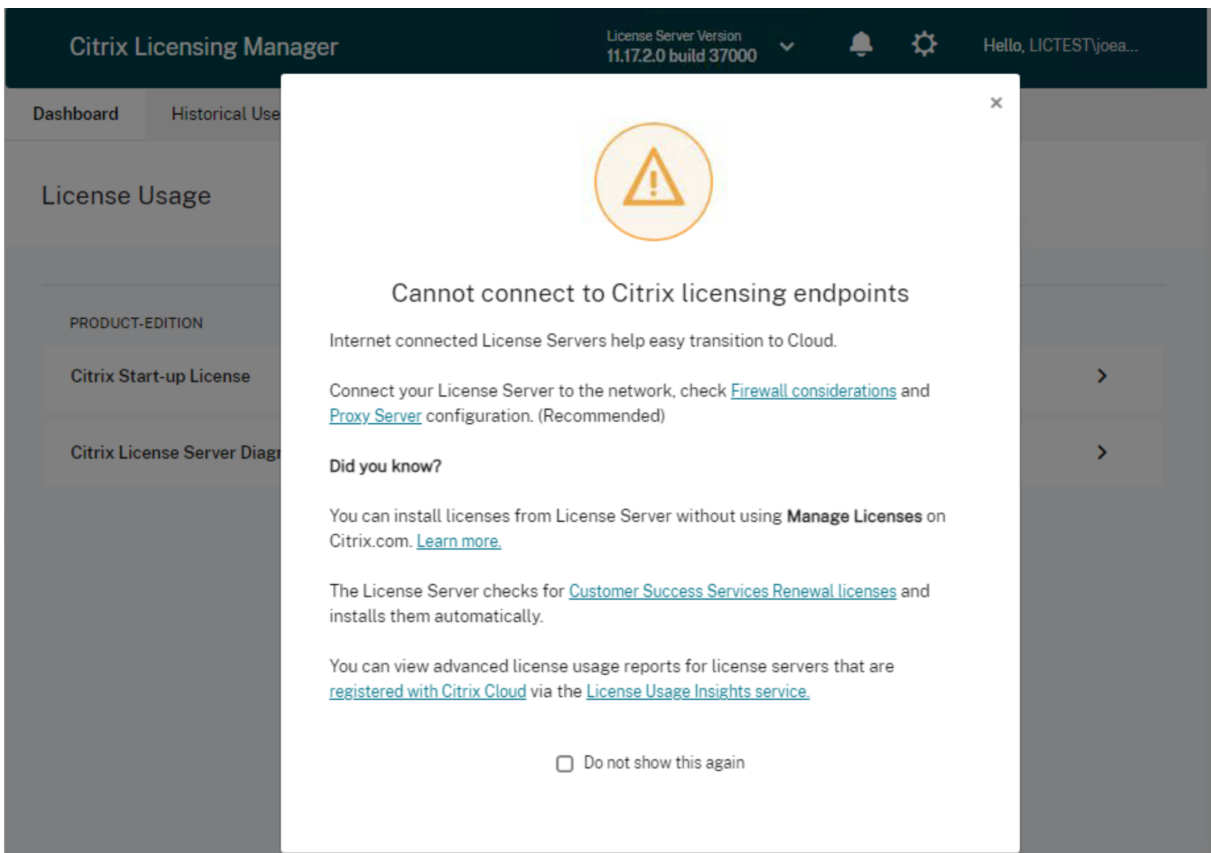 Citrix Licensing Manager
License Server Version
11.17.2.0 build 37000
Hello, LICTEST\joea...
Dashboard
Historical Use
×
License Usage
Cannot connect to Citrix licensing endpoints
PRODUCT-EDITION
Internet connected License Servers help easy transition to Cloud.
Citrix Start-up License
Connect your License Server to the network, check Firewall considerations and
Proxy Server configuration. (Recommended)
Citrix License Server Diagr
Did you know?
You can install licenses from License Server without using Manage Licenses on
Citrix.com. Learn more.
The License Server checks for Customer Success Services Renewal licenses and
installs them automatically.
You can view advanced license usage reports for license servers that are
registered with Citrix Cloud via the License Usage Insights service.
Do not show this again